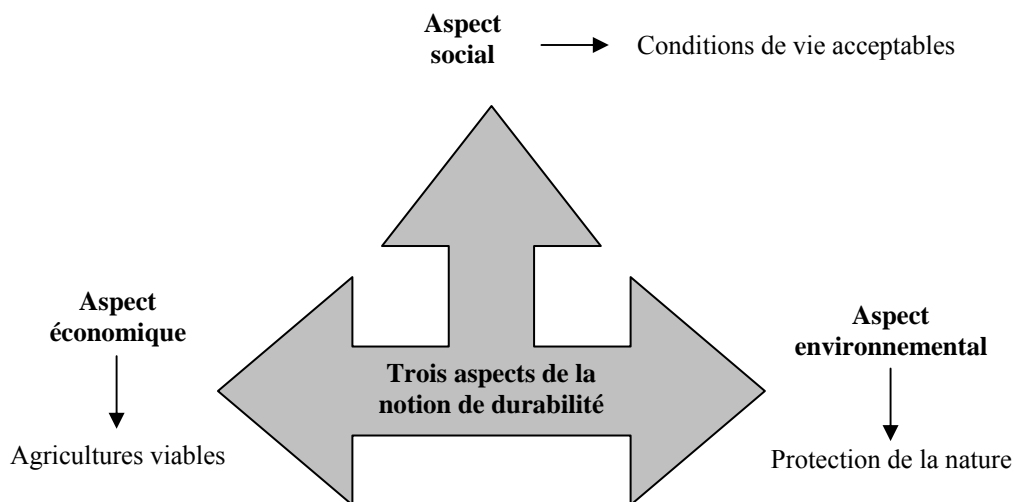 Aspect
social
Conditions de vie acceptables
Aspect
économique
Aspect
environnemental
Trois aspects de la
notion de durabilité
Agricultures viables
Protection de la nature